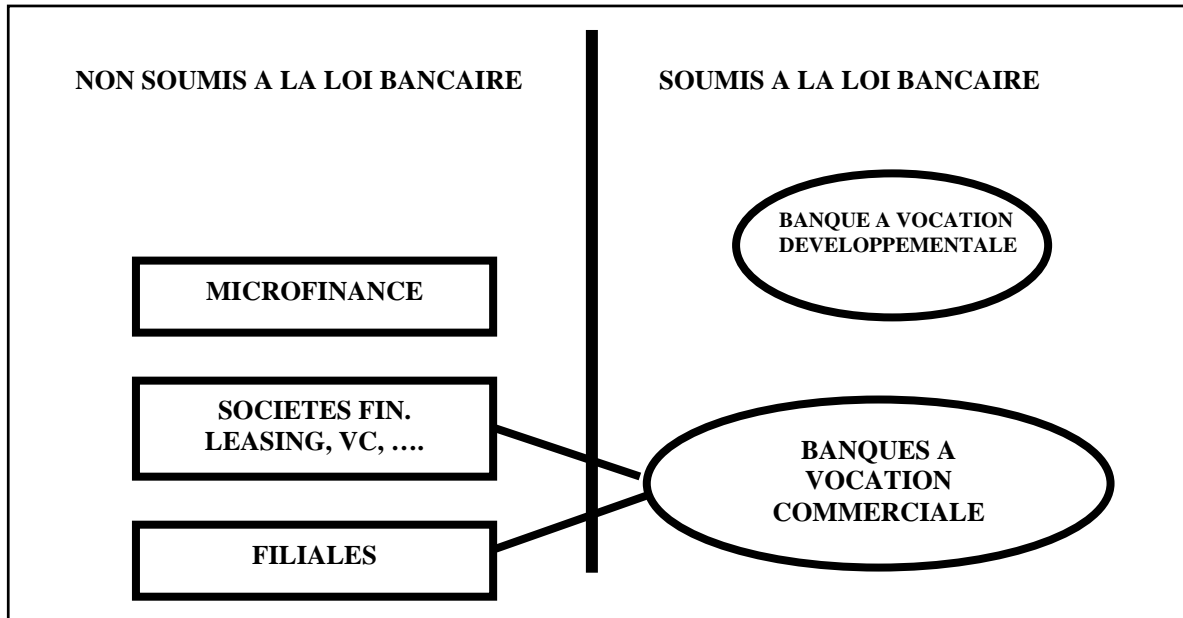 NON SOUMIS A LA LOI BANCAIRE
SOUMIS A LA LOI BANCAIRE
BANQUE A VOCATION
DEVELOPPEMENTALE
MICROFINANCE
SOCIETES FIN.
LEASING, VC, ….
BANQUES A
VOCATION
COMMERCIALE
FILIALES